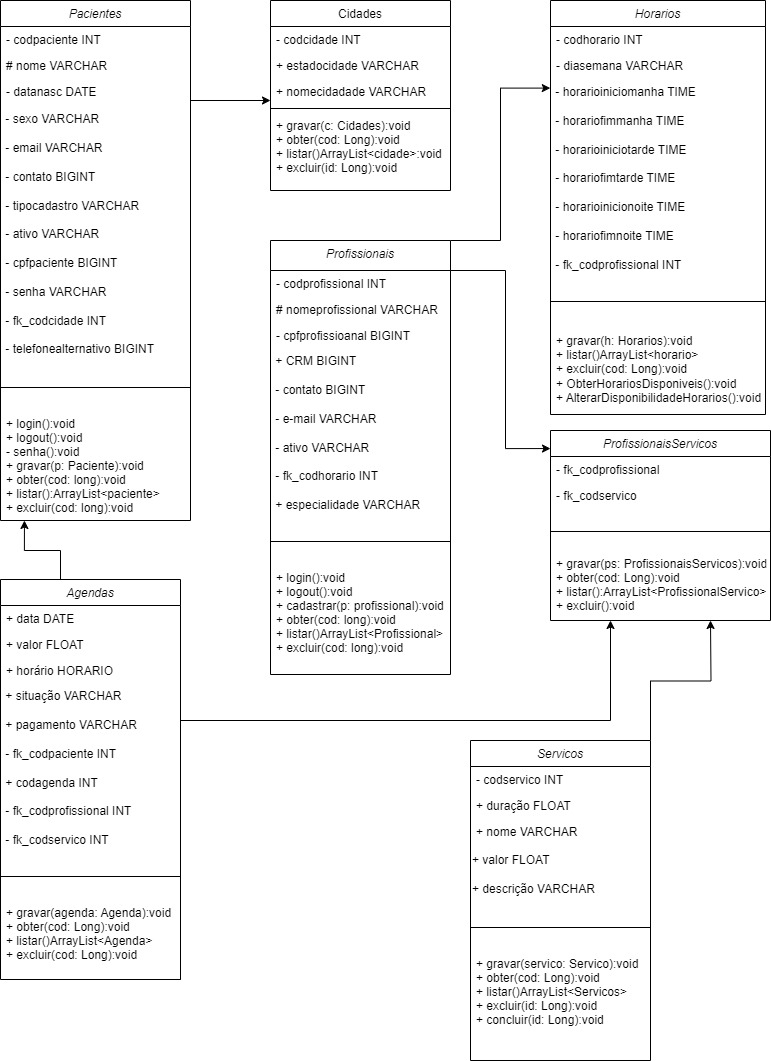 Pacientes
- codpaciente INT
# nome VARCHAR
- datanasc DATE
- sexo VARCHAR
- email VARCHAR
- contato BIGINT
- tipocadastro VARCHAR
- ativo VARCHAR
- cpfpaciente BIGINT
- senha VARCHAR
- fk_codcidade INT
- telefonealternativo BIGINT
+ login():void
+ logout():void
- senha():void
+ gravar(p: Paciente):void
+ obter(cod: long):void
+ listar():ArrayList<paciente>
+ excluir(cod: long):void
Cidades
- codcidade INT
+ estadocidade VARCHAR
+ nomecidadade VARCHAR
+ gravar(c: Cidades):void
+ obter(cod: Long):void
+ listar()ArrayList<cidade>:void
+ excluir(id: Long):void
Horarios
- codhorario INT
- diasemana VARCHAR
- horarioiniciomanha TIME
- horariofimmanha TIME
- horarioiniciotarde TIME
- horariofimtarde TIME
- horarioinicionoite TIME
- horariofimnoite TIME
- fk_codprofissional INT
+ gravar(h: Horarios):void
+ listar()ArrayList<horario>
+ excluir(cod: Long):void
+ ObterHorariosDisponiveis():void
+ AlterarDisponibilidadeHorarios():void
Profissionais
- codprofissional INT
# nomeprofissional VARCHAR
- cpfprofissioanal BIGINT
+ CRM BIGINT
- contato BIGINT
- e-mail VARCHAR
- ativo VARCHAR
- fk_codhorario INT
+ especialidade VARCHAR
+ login():void
+ logout():void
+ cadastrar(p: profissional):void
+ obter(cod: long):void
+ listar()ArrayList<Profissional>
+ excluir(cod: long):void
ProfissionaisServicos
- fk_codprofissional
- fk_codservico
+ gravar(ps: ProfissionaisServicos):void
+ obter(cod: Long):void
+ listar():ArrayList<ProfissionalServico>
+ excluir():void
Agendas
+ data DATE
+ valor FLOAT
+ horário HORARIO
+ situação VARCHAR
+ pagamento VARCHAR
- fk_codpaciente INT
+ codagenda INT
- fk_codprofissional INT
- fk_codservico INT
+ gravar(agenda: Agenda):void
+ obter(cod: Long):void
+ listar()ArrayList<Agenda>
+ excluir(cod: Long):void
Servicos
- codservico INT
+ duração FLOAT
+ nome VARCHAR
+ valor FLOAT
+ descrição VARCHAR
+ gravar(servico: Servico):void
+ obter(cod: Long):void
+ listar()ArrayList<Servicos>
+ excluir(id: Long):void
+ concluir(id: Long):void